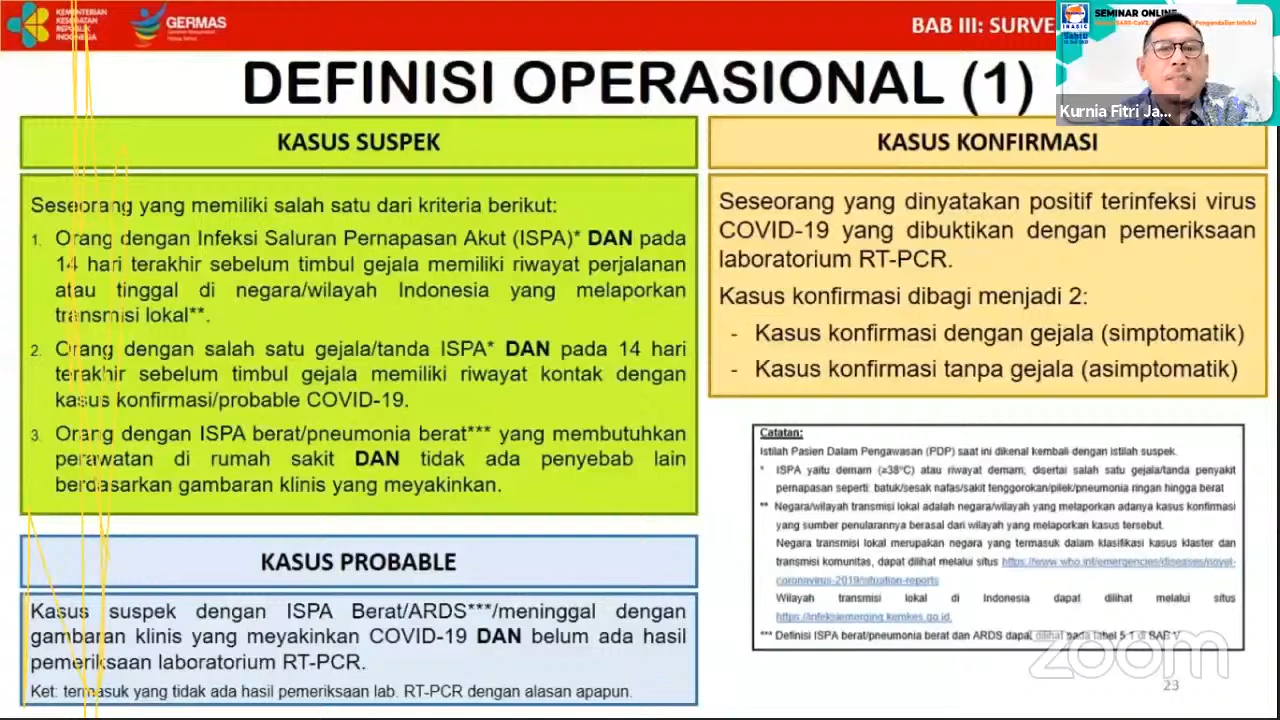 KEMENTERIAN
KESEHATAN
REPUBLIK
INDONESIA
GERMAS
BAB III: SURVE
SEMINAR ONLINE
Pengendalian Infeksi
Kurnia Fitri Ja...
DEFINISI OPERASIONAL (1)
KASUS SUSPEK
Seseorang yang memiliki salah satu dari kriteria berikut:
1. Orang dengan Infeksi Saluran Pernapasan Akut (ISPA)* DAN pada
14 hari terakhir sebelum timbul gejala memiliki riwayat perjalanan
atau tinggal di negara/wilayah Indonesia yang melaporkan
transmisi lokal**.
2. Orang dengan salah satu gejala/tanda ISPA* DAN pada 14 hari
terakhir sebelum timbul gejala memiliki riwayat kontak dengan
kasus konfirmasi/probable COVID-19.
3. Orang dengan ISPA berat/pneumonia berat*** yang membutuhkan
perawatan di rumah sakit DAN tidak ada penyebab lain
berdasarkan gambaran klinis yang meyakinkan.
KASUS PROBABLE
Kasus suspek dengan ISPA Berat/ARDS***/meninggal dengan
gambaran klinis yang meyakinkan COVID-19 DAN belum ada hasil
pemeriksaan laboratorium RT-PCR.
Ket: termasuk yang tidak ada hasil pemeriksaan lab. RT-PCR dengan alasan apapun.
KASUS KONFIRMASI
Seseorang yang dinyatakan positif terinfeksi virus
COVID-19 yang dibuktikan dengan pemeriksaan
laboratorium RT-PCR.
Kasus konfirmasi dibagi menjadi 2:
- Kasus konfirmasi dengan gejala (simptomatik)
- Kasus konfirmasi tanpa gejala (asimptomatik)
Catatan:
Istilah Pasien Dalam Pengawasan (PDP) saat ini dikenal kembali dengan istilah suspek.
* ISPA yaitu demam (≥38°C) atau riwayat demam; disertai salah satu gejala/tanda penyakit
pernapasan seperti: batuk/sesak nafas/sakit tenggorokan/pilek/pneumonia ringan hingga berat
** Negara/wilayah transmisi lokal adalah negara/wilayah yang melaporkan adanya kasus konfirmasi
yang sumber penularannya berasal dari wilayah yang melaporkan kasus tersebut.
Negara transmisi lokal merupakan negara yang termasuk dalam klasifikasi kasus klaster dan
transmisi komunitas, dapat dilihat melalui situs https://www.who.int/emergencies/diseases/novel-
coronavirus-2019/situation-reports
Wilayah transmisi lokal di Indonesia dapat dilihat melalui situs
https://infeksiemerging.kemkes.go.id.
*** Definisi ISPA berat/pneumonia berat dan ARDS dapat dilihat pada tabel 5.1 di BAB V
zoom
23